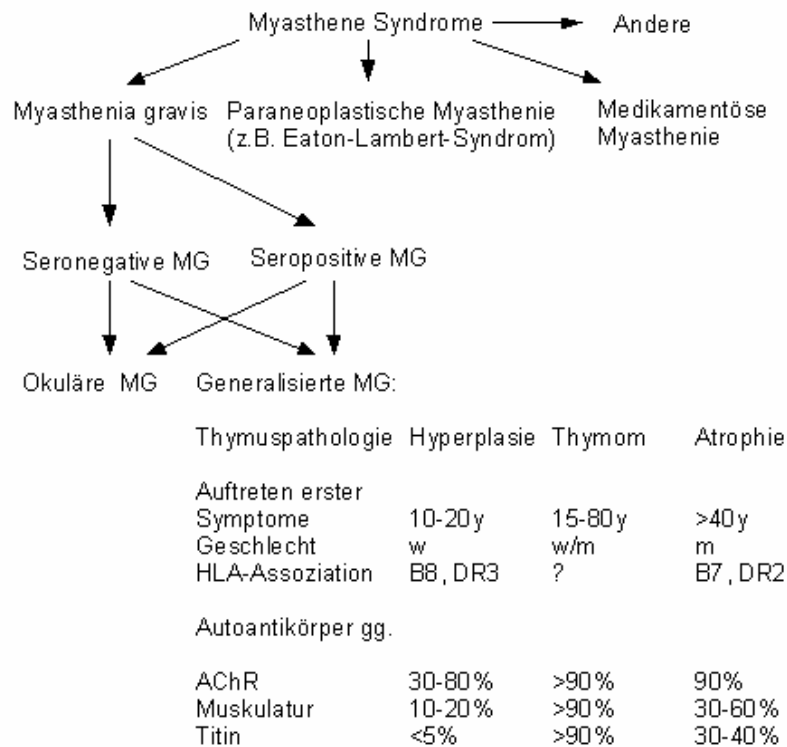 Myasthene Syndrome Andere
Myasthenia gravis Paraneoplastische Myasthenie Medikamentöse
(z.B. Eaton-Lambert-Syndrom) Myasthenie
Seronegative MG Seropositive MG
Okuläre MG Generalisierte MG:
Thymuspathologie Hyperplasie Thymom Atrophie
Auftreten erster
Symptome 10-20y 15-80y >40y
Geschlecht w w/m m
HLA-Assoziation B8, DR3 ? B7, DR2
Autoantikörper gg.
AChR 30-80% >90% 90%
Muskulatur 10-20% >90% 30-60%
Titin <5% >90% 30-40%